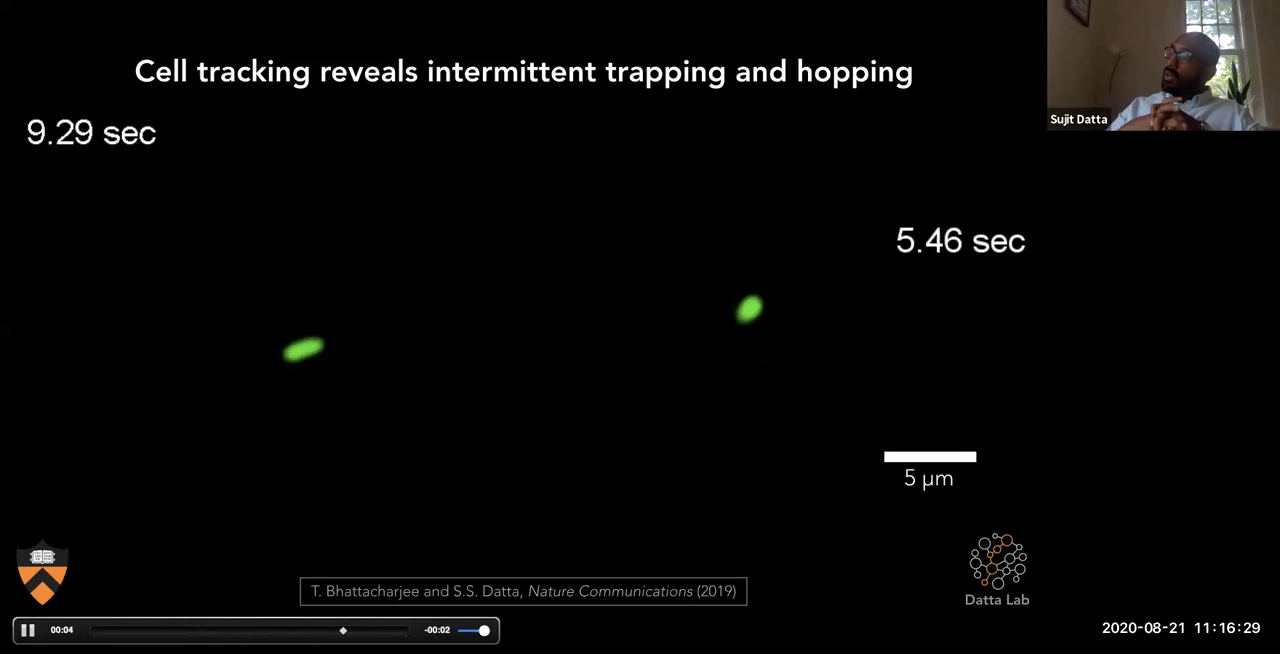 Cell tracking reveals intermittent trapping and hopping
9.29 sec
Sujit Datta
5.46 sec
5 μm
T. Bhattacharjee and S.S. Datta, Nature Communications (2019)
Datta Lab
00:04
-00:02
2020-08-21 11:16:29